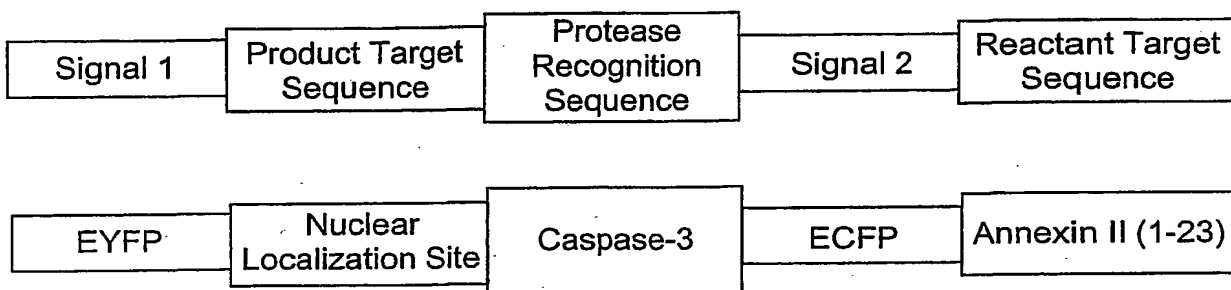 Signal 1
Product Target
Sequence
Protease
Recognition
Sequence
Signal 2
Reactant Target
Sequence
EYFP
Nuclear
Localization Site
Caspase-3
ECFP
Annexin II (1-23)